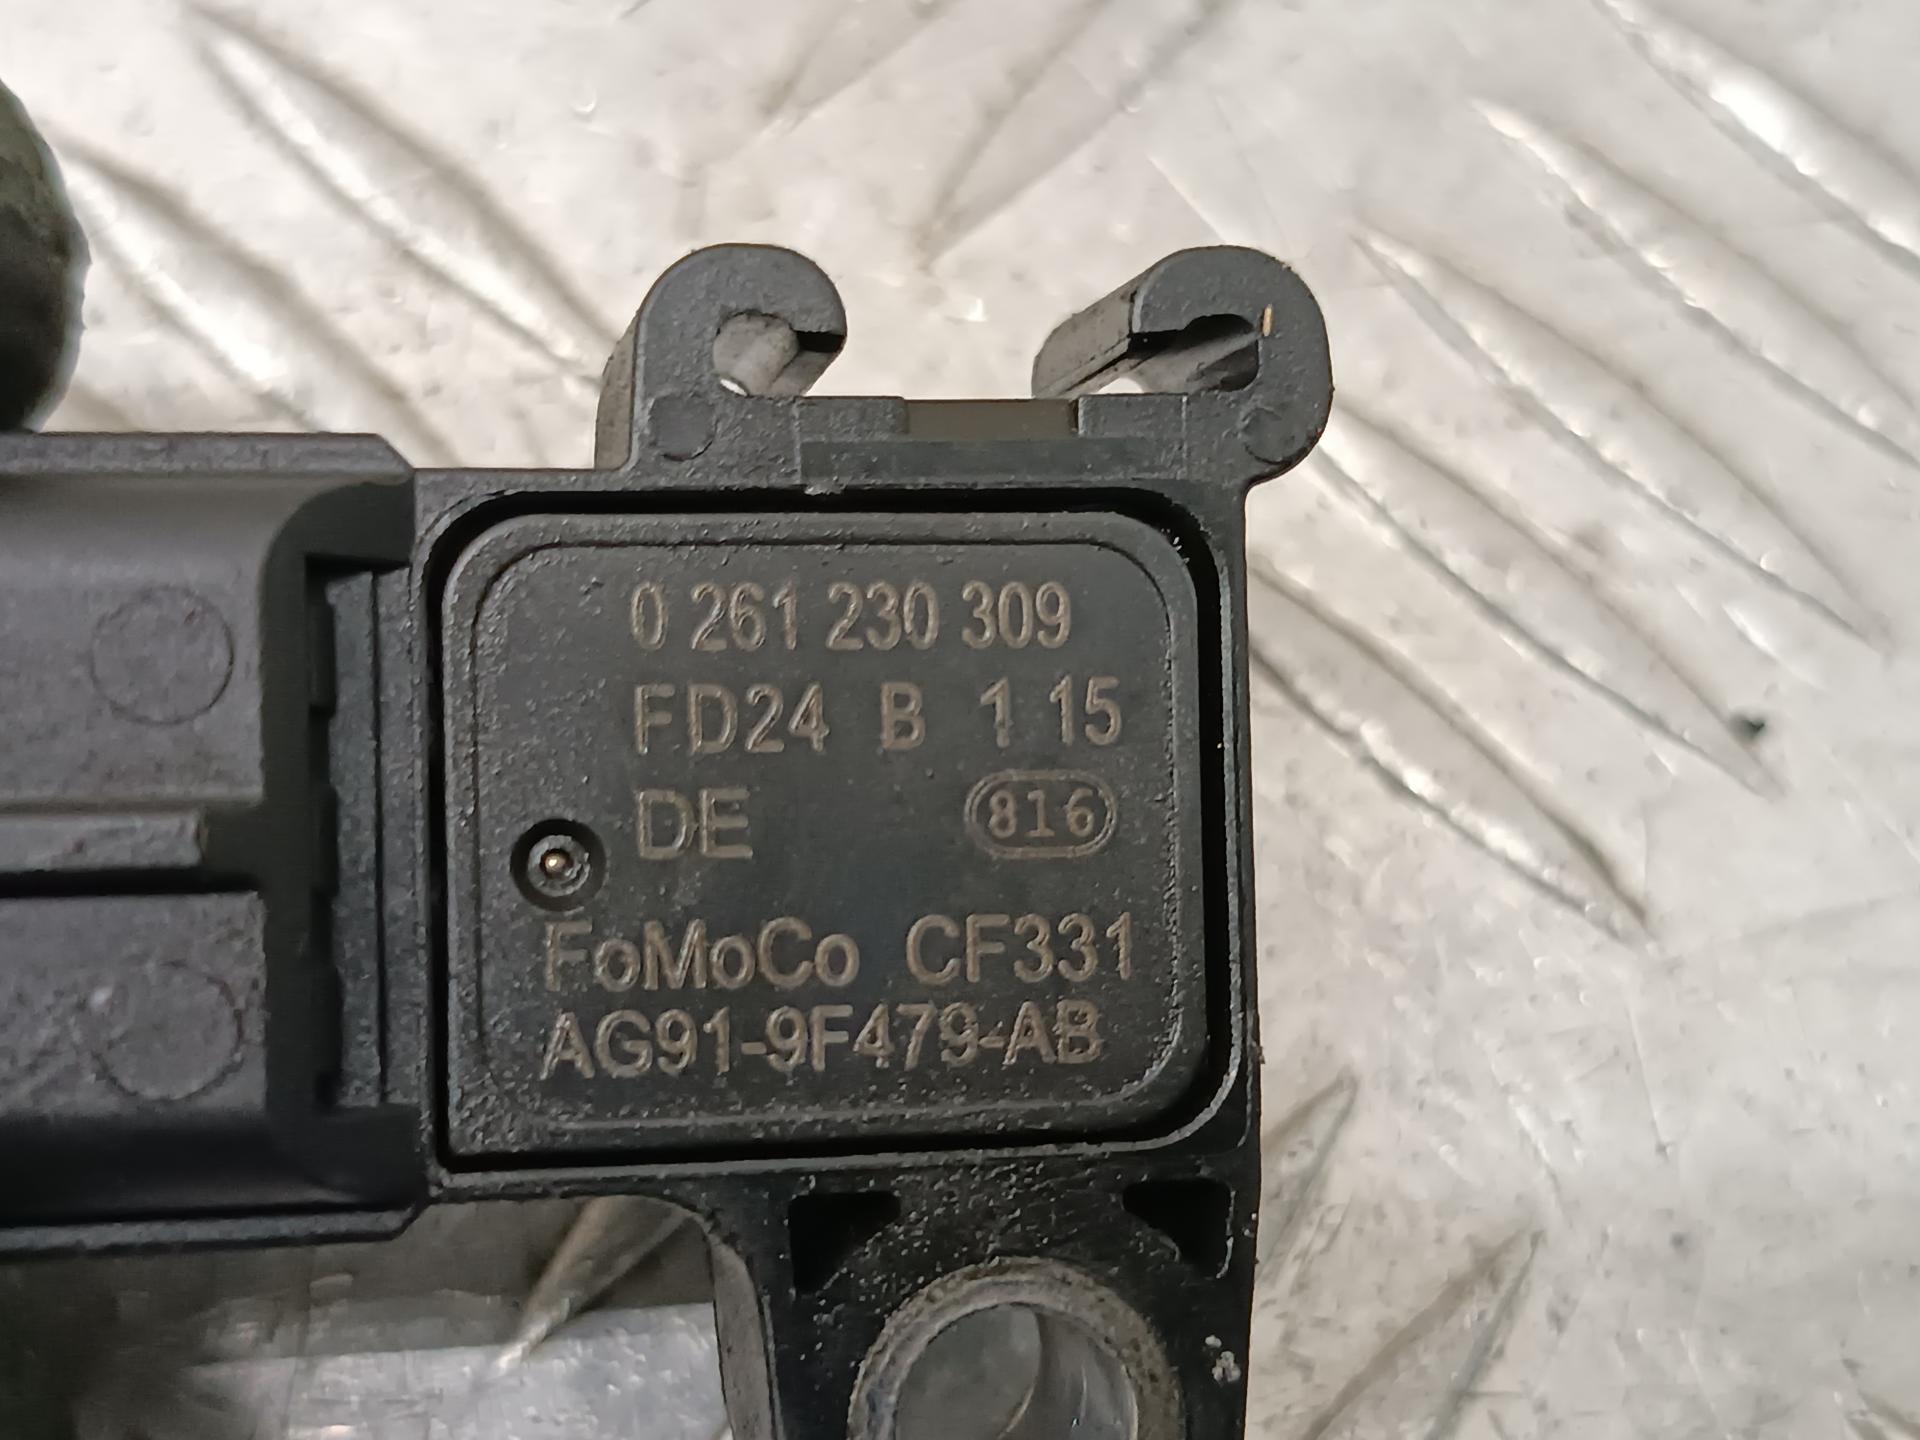 0 261 230 309
FD24 B 1 15
DE 816
FoMoCo CF331
AG91-9F479-AB